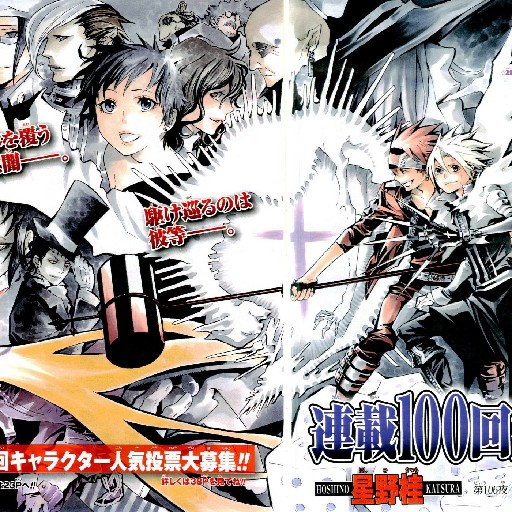 を覆う
闇――。
駆け巡るのは
彼等――。
連載100回
回キャラクター人気投票大募集!!
詳しくは39Pを見てね!!
HOSHINO 星野桂 KATSURA
第106夜